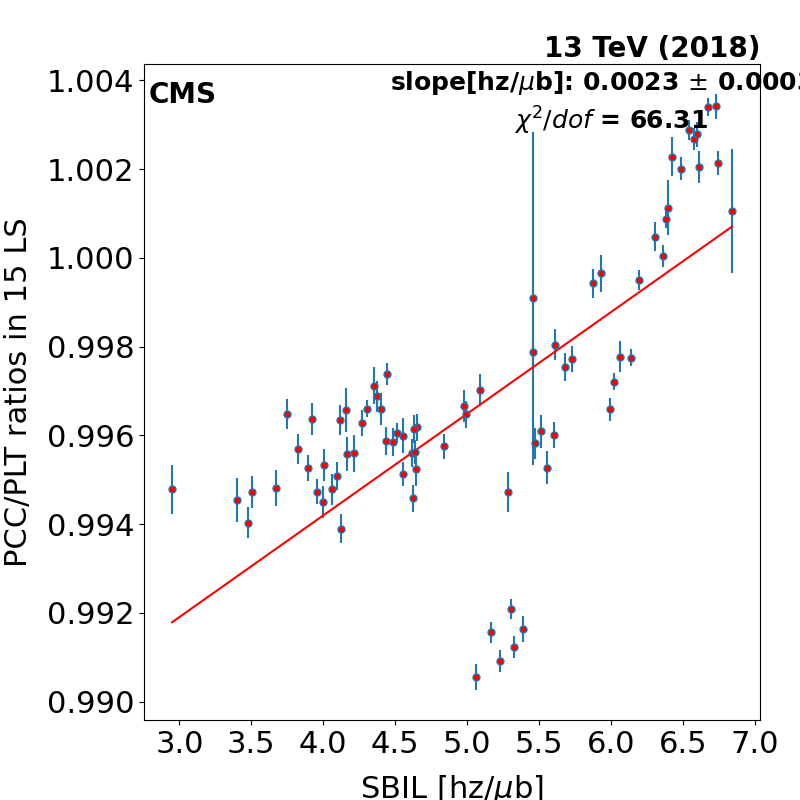 13 TeV (2018)
CMS
slope[hz/μb]: 0.0023 ± 0.0003
χ²/dof = 66.31
PCC/PLT ratios in 15 LS
1.004
1.002
1.000
0.998
0.996
0.994
0.992
0.990
3.0 3.5 4.0 4.5 5.0 5.5 6.0 6.5 7.0
SBIL [hz/μb]